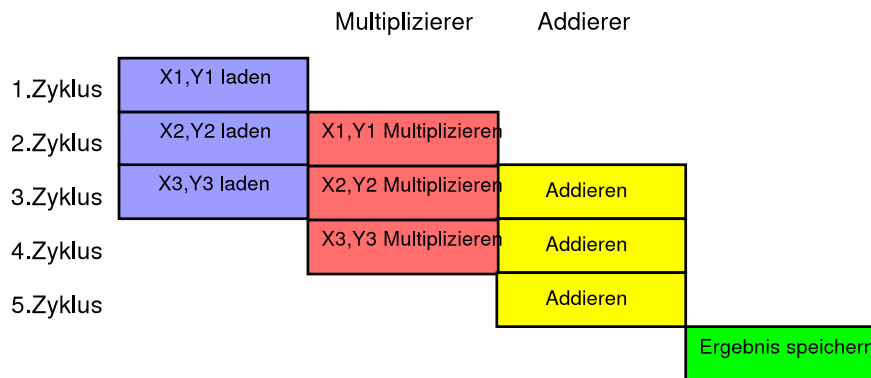 Multiplizierer Addierer
1.Zyklus X1,Y1 laden
2.Zyklus X2,Y2 laden X1,Y1 Multiplizieren
3.Zyklus X3,Y3 laden X2,Y2 Multiplizieren Addieren
4.Zyklus X3,Y3 Multiplizieren Addieren
5.Zyklus Addieren
Ergebnis speichern